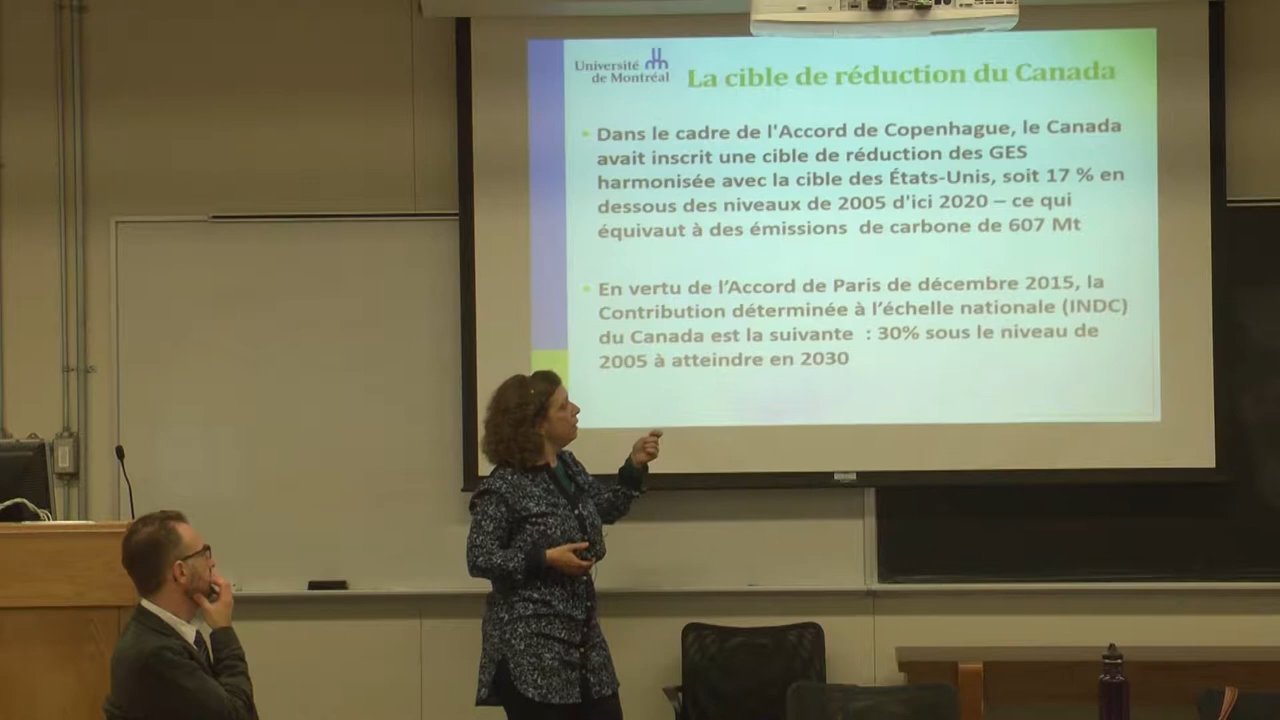 Université
de Montréal
La cible de réduction du Canada
Dans le cadre de l'Accord de Copenhague, le Canada
avait inscrit une cible de réduction des GES
harmonisée avec la cible des États-Unis, soit 17 % en
dessous des niveaux de 2005 d'ici 2020 – ce qui
équivaut à des émissions  de carbone de 607 Mt
En vertu de l’Accord de Paris de décembre 2015, la
Contribution déterminée à l’échelle nationale (INDC)
du Canada est la suivante  : 30% sous le niveau de
2005 à atteindre en 2030